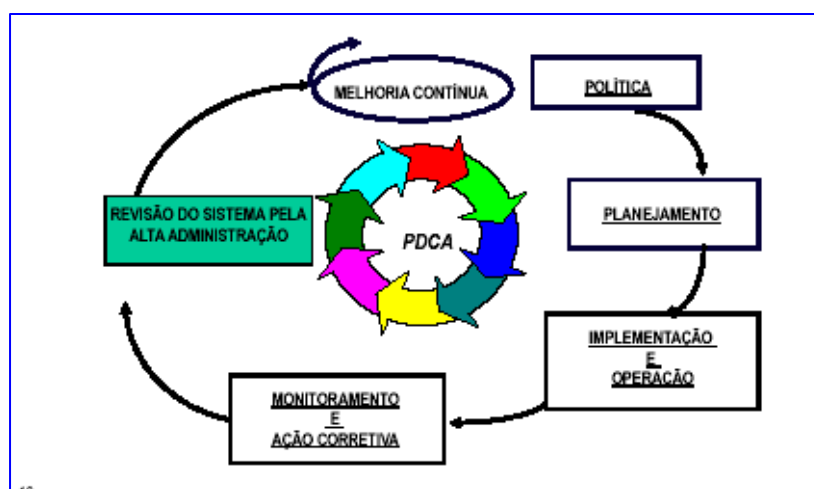 MELHORIA CONTÍNUA
POLÍTICA
PLANEJAMENTO
IMPLEMENTAÇÃO
E
OPERAÇÃO
MONITORAMENTO
E
AÇÃO CORRETIVA
REVISÃO DO SISTEMA PELA
ALTA ADMINISTRAÇÃO
PDCA